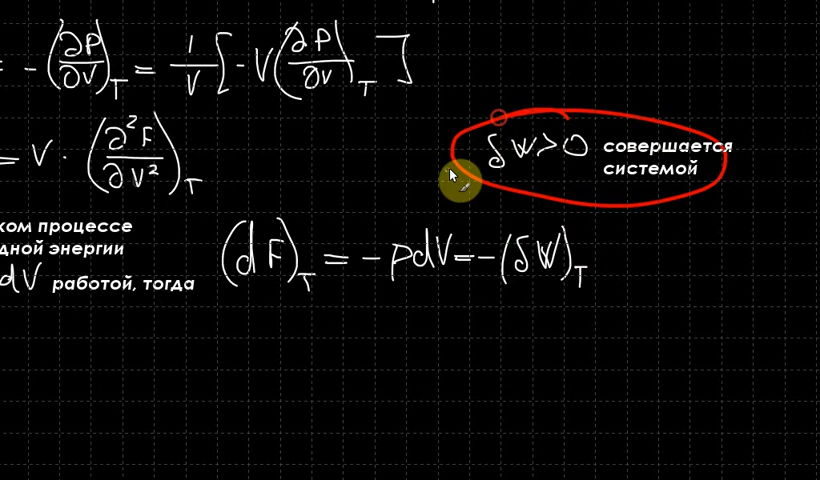 = -(∂P/∂V)_T = 1/V [-V(∂P/∂V)_T]
= V · (∂²F/∂V²)_T
δW>0 совершается
системой
ком процессе
дной энергии
dV работой, тогда
(dF)_T = -pdV=-(δW)_T